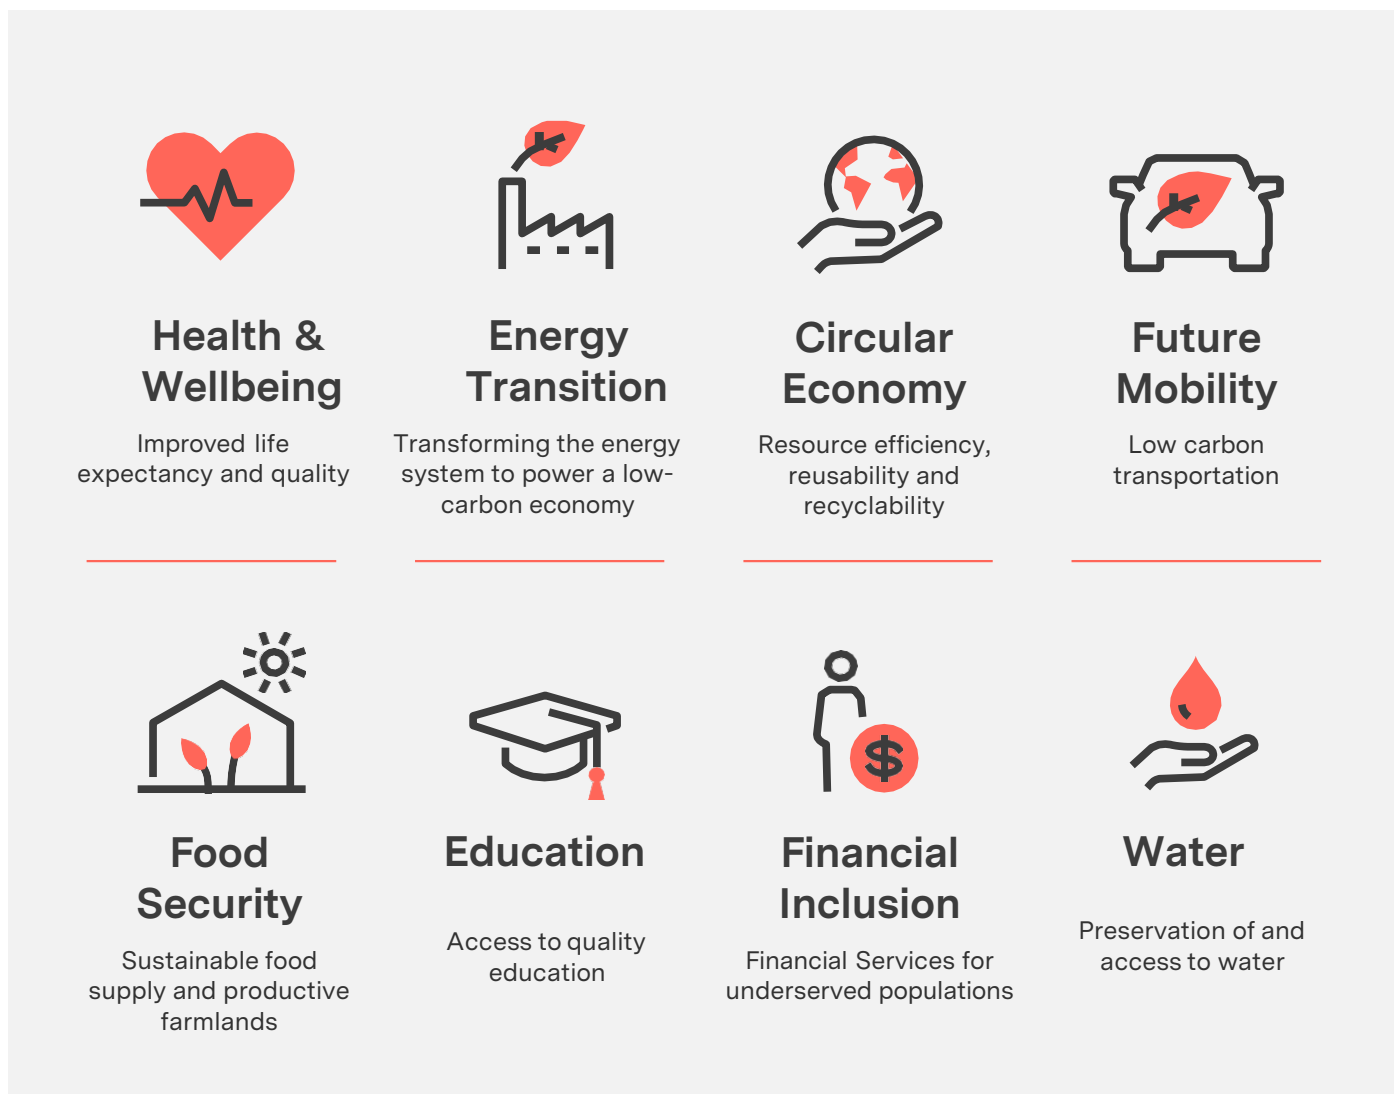 Health &
Wellbeing
Improved life
expectancy and quality
Energy
Transition
Transforming the energy
system to power a low-
carbon economy
Circular
Economy
Resource efficiency,
reusability and
recyclability
Future
Mobility
Low carbon
transportation
Food
Security
Sustainable food
supply and productive
farmlands
Education
Access to quality
education
$
Financial
Inclusion
Financial Services for
underserved populations
Water
Preservation of and
access to water